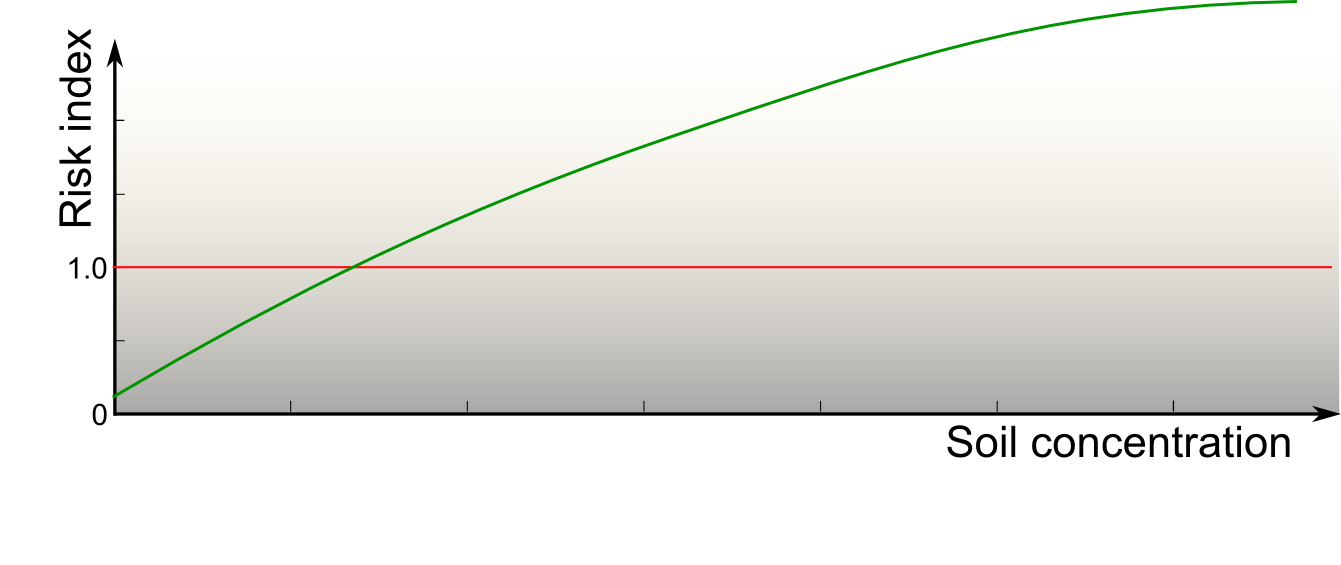 Risk index
1.0
0
Soil concentration